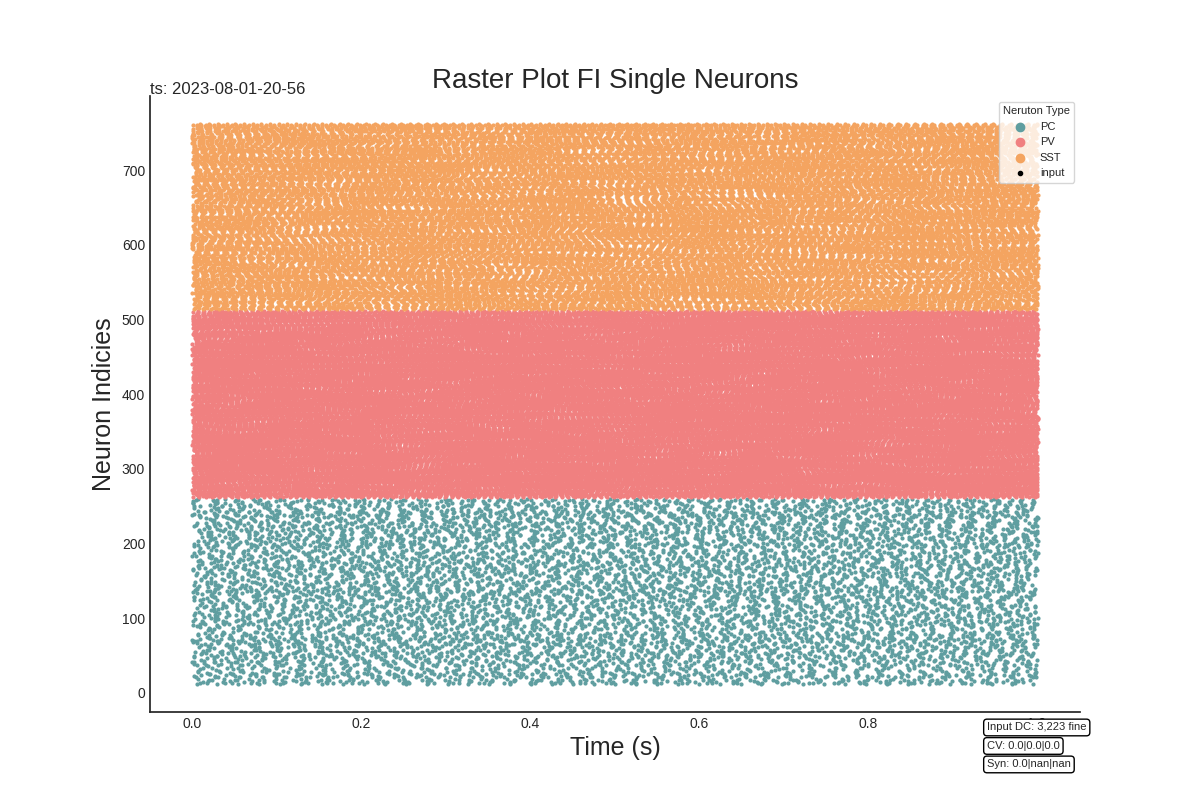 Raster Plot FI Single Neurons
ts: 2023-08-01-20-56
Neruton Type
PC
PV
SST
input
Neuron Indicies
700
600
500
400
300
200
100
0
0.0 0.2 0.4 0.6 0.8
Time (s)
Input DC: 3,223 fine
CV: 0.0|0.0|0.0
Syn: 0.0|nan|nan